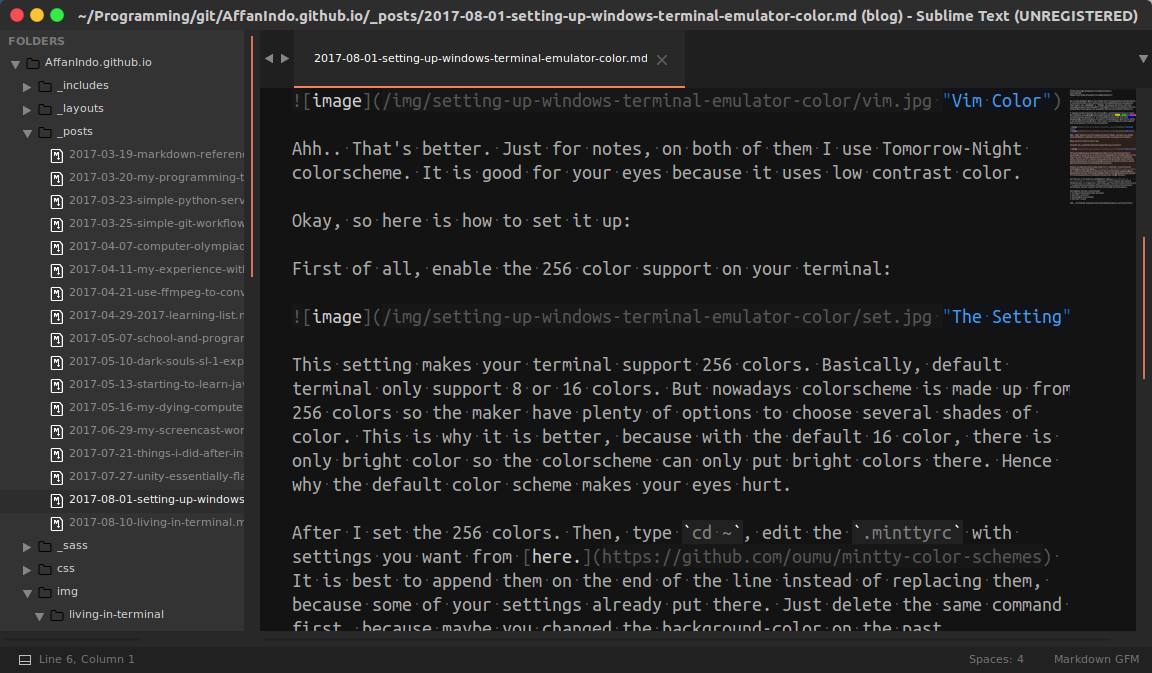 ~/Programming/git/AffanIndo.github.io/_posts/2017-08-01-setting-up-windows-terminal-emulator-color.md (blog) - Sublime Text (UNREGISTERED)
FOLDERS
AffanIndo.github.io
_includes
_layouts
_posts
2017-03-19-markdown-referen
2017-03-20-my-programming-t
2017-03-23-simple-python-serv
2017-03-25-simple-git-workflow
2017-04-07-computer-olympiad
2017-04-11-my-experience-wit
2017-04-21-use-ffmpeg-to-conv
2017-04-29-2017-learning-list.r
2017-05-07-school-and-program
2017-05-10-dark-souls-sl-1-exp
2017-05-13-starting-to-learn-ja
2017-05-16-my-dying-compute
2017-06-29-my-screencast-wor
2017-07-21-things-i-did-after-in
2017-07-27-unity-essentially-fla
2017-08-01-setting-up-windows
2017-08-10-living-in-terminal.m
_sass
css
img
living-in-terminal
2017-08-01-setting-up-windows-terminal-emulator-color.md
![image](/img/setting-up-windows-terminal-emulator-color/vim.jpg "Vim Color")
Ahh.. That's better. Just for notes, on both of them I use Tomorrow-Night
colorscheme. It is good for your eyes because it uses low contrast color.
Okay, so here is how to set it up:
First of all, enable the 256 color support on your terminal:
![image](/img/setting-up-windows-terminal-emulator-color/set.jpg "The Setting"
This setting makes your terminal support 256 colors. Basically, default
terminal only support 8 or 16 colors. But nowadays colorscheme is made up from
256 colors so the maker have plenty of options to choose several shades of
color. This is why it is better, because with the default 16 color, there is
only bright color so the colorscheme can only put bright colors there. Hence
why the default color scheme makes your eyes hurt.
After I set the 256 colors. Then, type `cd ~`, edit the `.minttyrc` with
settings you want from [here.](https://github.com/oumu/mintty-color-schemes)
It is best to append them on the end of the line instead of replacing them,
because some of your settings already put there. Just delete the same command
first, because maybe you changed the background-color on the past.
Line 6, Column 1
Spaces: 4
Markdown GFM